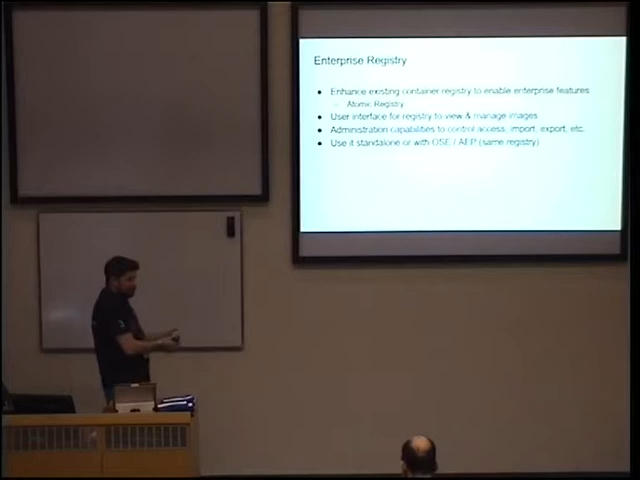 Enterprise Registry
● Enhance existing container registry to enable enterprise features
○ Atomic Registry
● User interface for registry to view & manage images
● Administration capabilities to control access, import, export, etc.
● Use it standalone or with OSE / AEP (same registry)